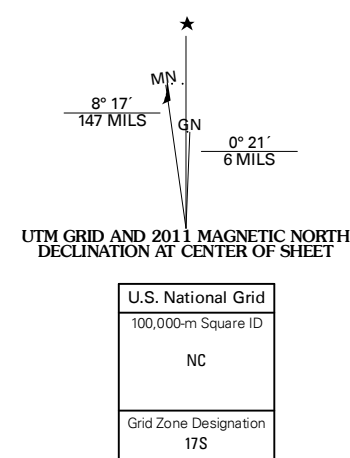 ★
MN
8° 17´
147 MILS
GN
0° 21´
6 MILS
UTM GRID AND 2011 MAGNETIC NORTH
DECLINATION AT CENTER OF SHEET
U.S. National Grid
100,000-m Square ID
NC
Grid Zone Designation
17S